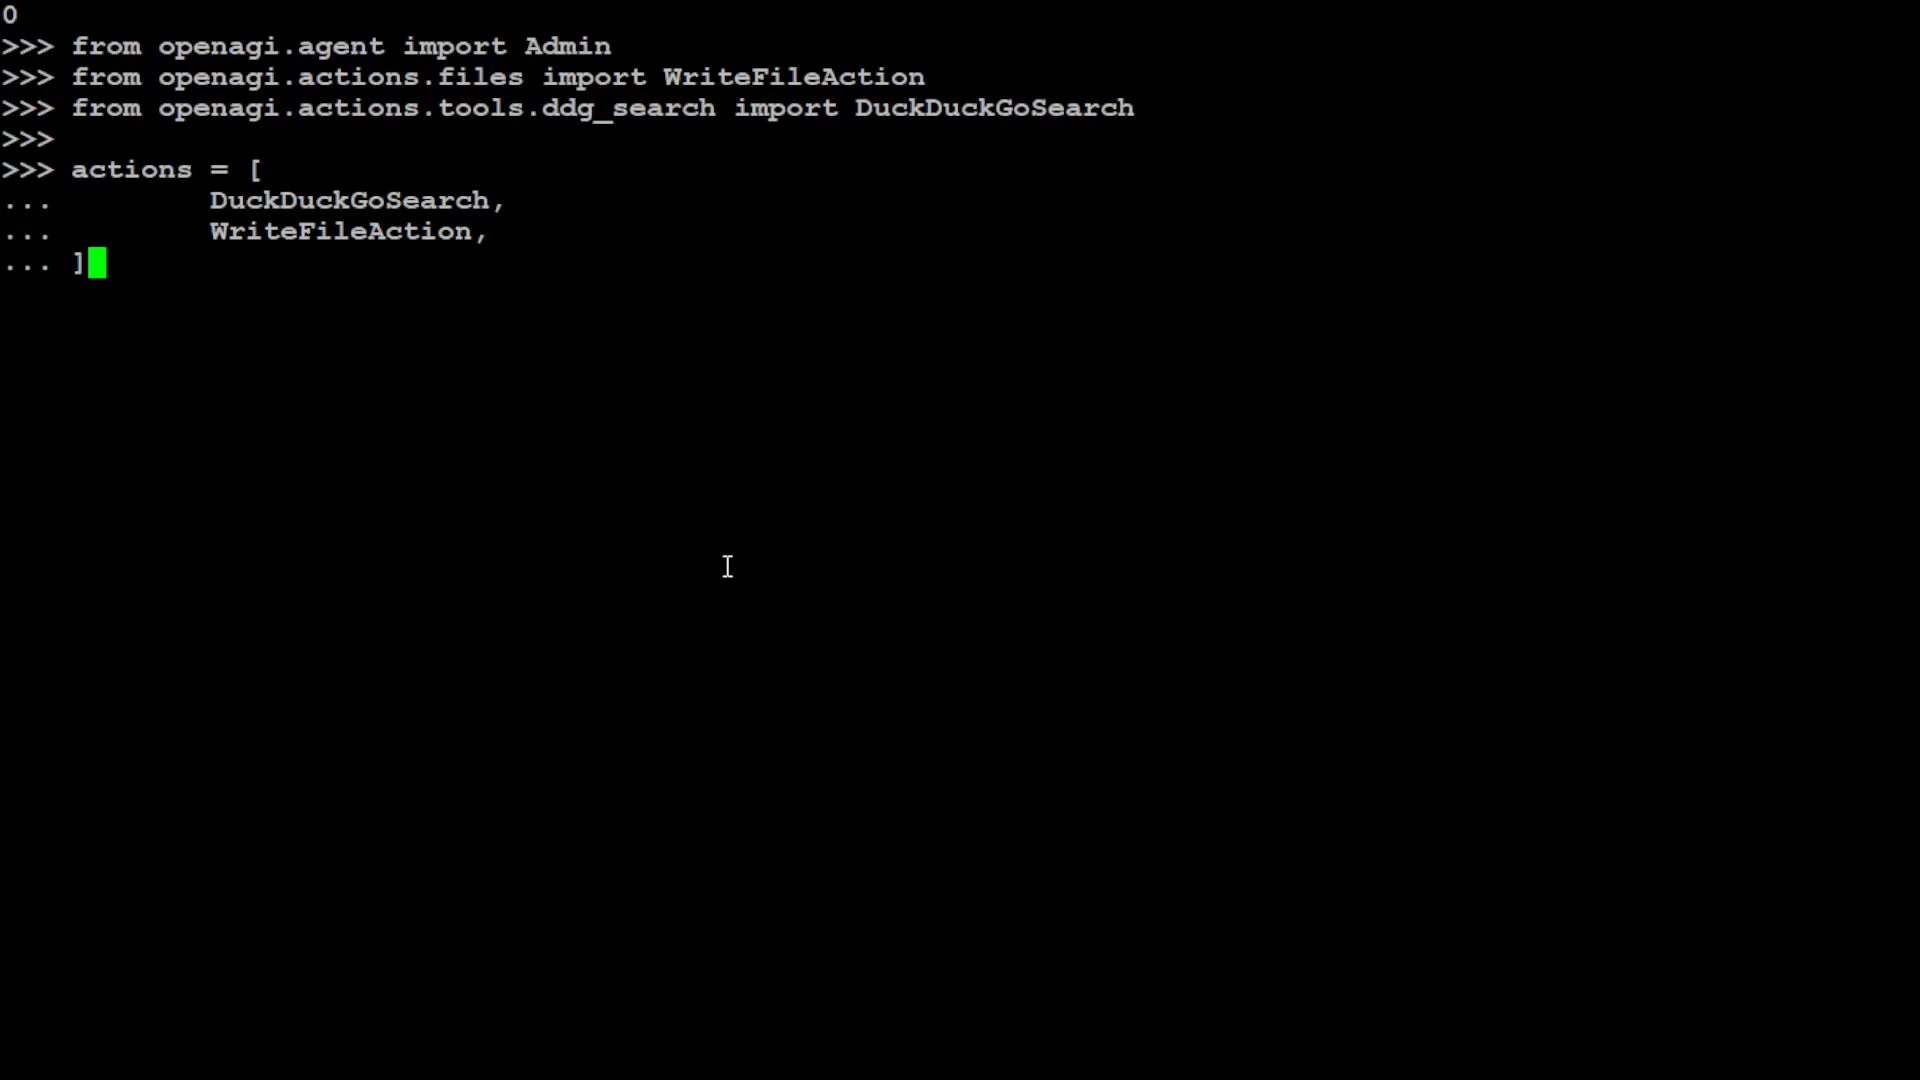 0
>>> from openagi.agent import Admin
>>> from openagi.actions.files import WriteFileAction
>>> from openagi.actions.tools.ddg_search import DuckDuckGoSearch
>>>
>>> actions = [
...         DuckDuckGoSearch,
...         WriteFileAction,
... ]